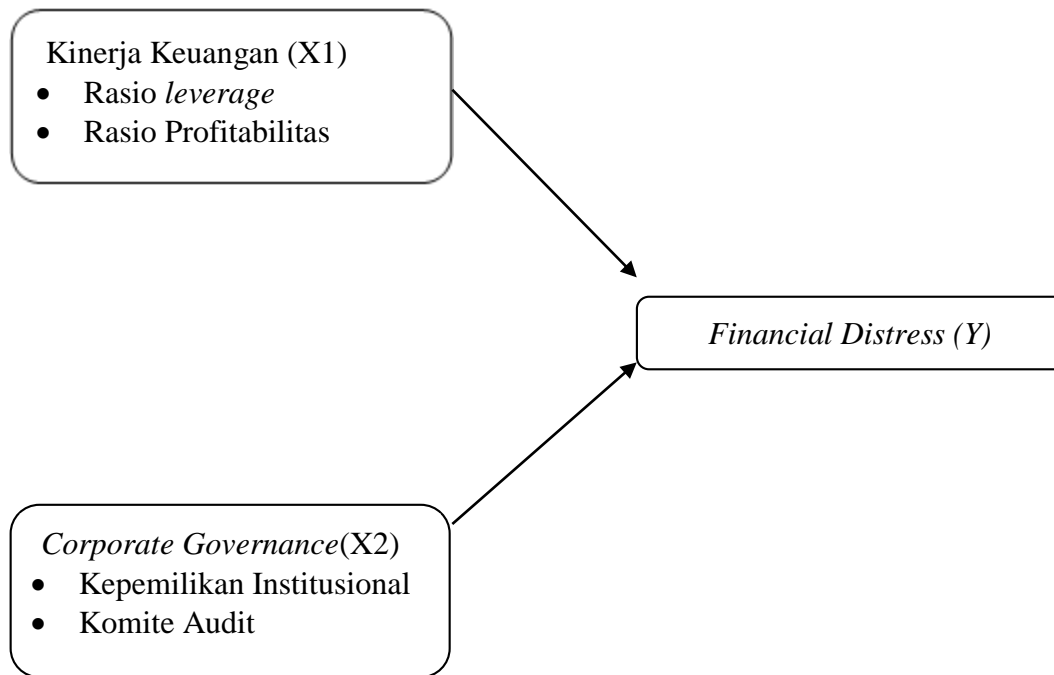 Kinerja Keuangan (X1)
• Rasio leverage
• Rasio Profitabilitas
Financial Distress (Y)
Corporate Governance(X2)
• Kepemilikan Institusional
• Komite Audit